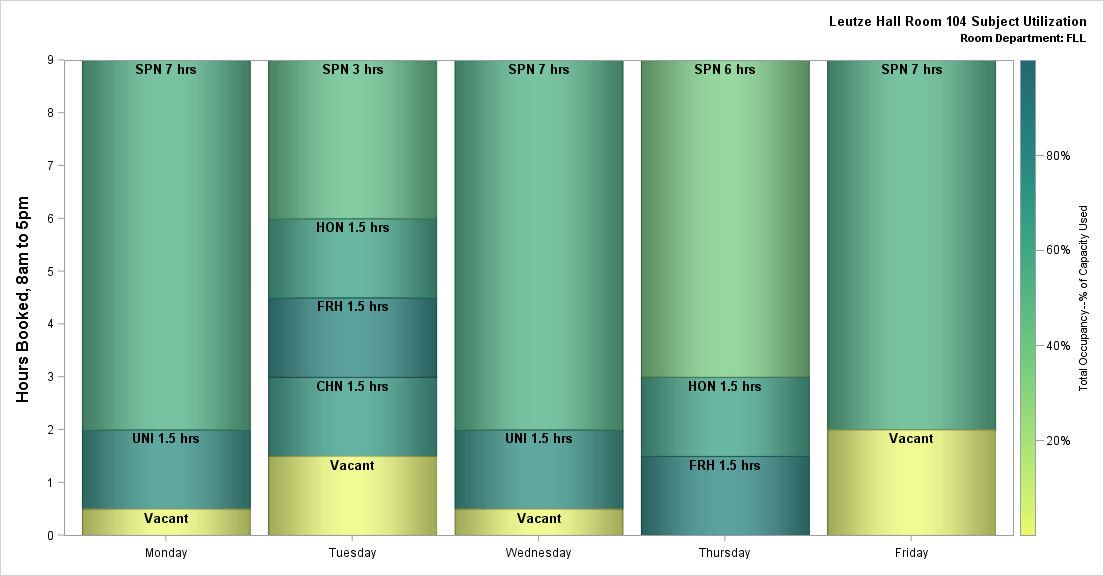 Leutze Hall Room 104 Subject Utilization
Room Department: FLL
Hours Booked, 8am to 5pm
9
8
7
6
5
4
3
2
1
0
SPN 7 hrs
UNI 1.5 hrs
Vacant
SPN 3 hrs
HON 1.5 hrs
FRH 1.5 hrs
CHN 1.5 hrs
Vacant
SPN 7 hrs
UNI 1.5 hrs
Vacant
SPN 6 hrs
HON 1.5 hrs
FRH 1.5 hrs
SPN 7 hrs
Vacant
Monday
Tuesday
Wednesday
Thursday
Friday
80%
60%
40%
20%
Total Occupancy--% of Capacity Used